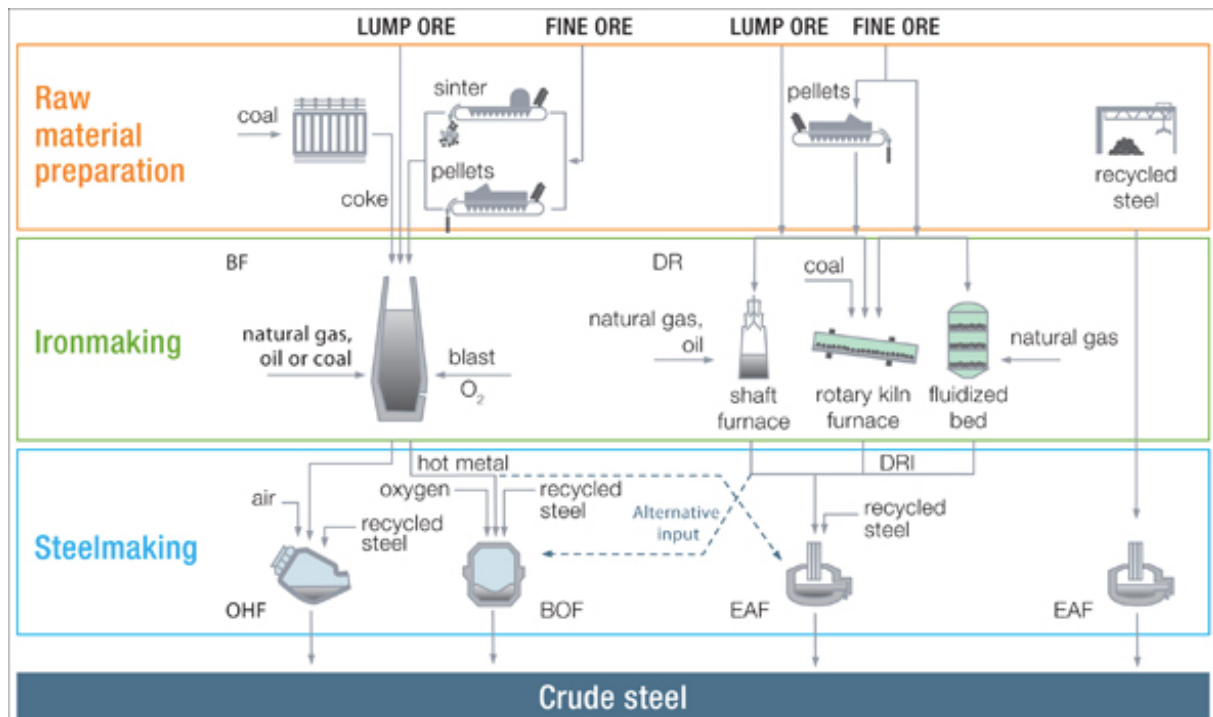 LUMP ORE
FINE ORE
LUMP ORE
FINE ORE
Raw
material
preparation
coal
coke
sinter
pellets
pellets
recycled
steel
Ironmaking
BF
natural gas,
oil or coal
blast
O₂
DR
natural gas,
oil
coal
shaft
furnace
rotary kiln
furnace
fluidized
bed
natural gas
Steelmaking
hot metal
air
recycled
steel
oxygen
recycled
steel
Alternative
input
DRI
recycled
steel
OHF
BOF
EAF
EAF
Crude steel